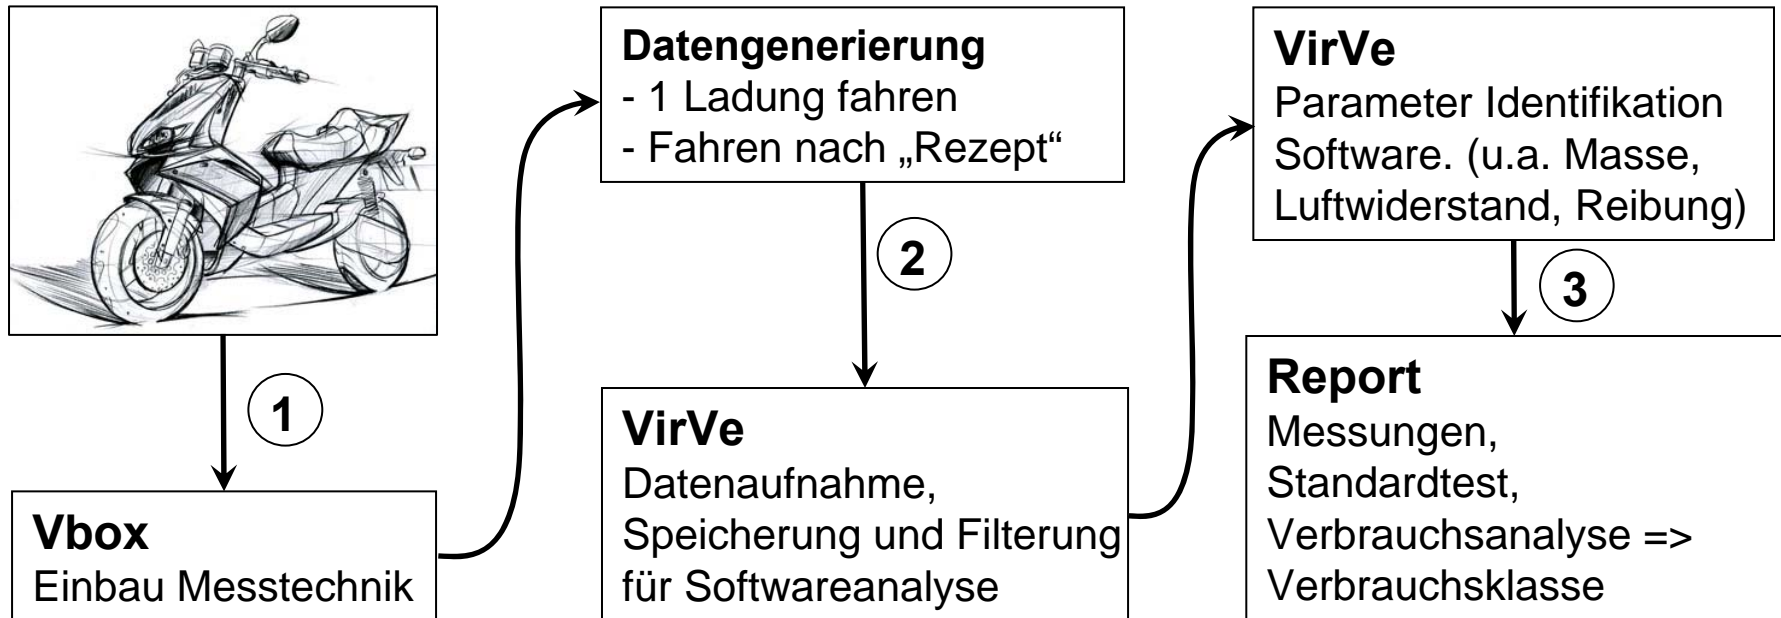 1
Vbox
Einbau Messtechnik
Datengenerierung
- 1 Ladung fahren
- Fahren nach „Rezept“
2
VirVe
Datenaufnahme,
Speicherung und Filterung
für Softwareanalyse
VirVe
Parameter Identifikation
Software. (u.a. Masse,
Luftwiderstand, Reibung)
3
Report
Messungen,
Standardtest,
Verbrauchsanalyse =>
Verbrauchsklasse